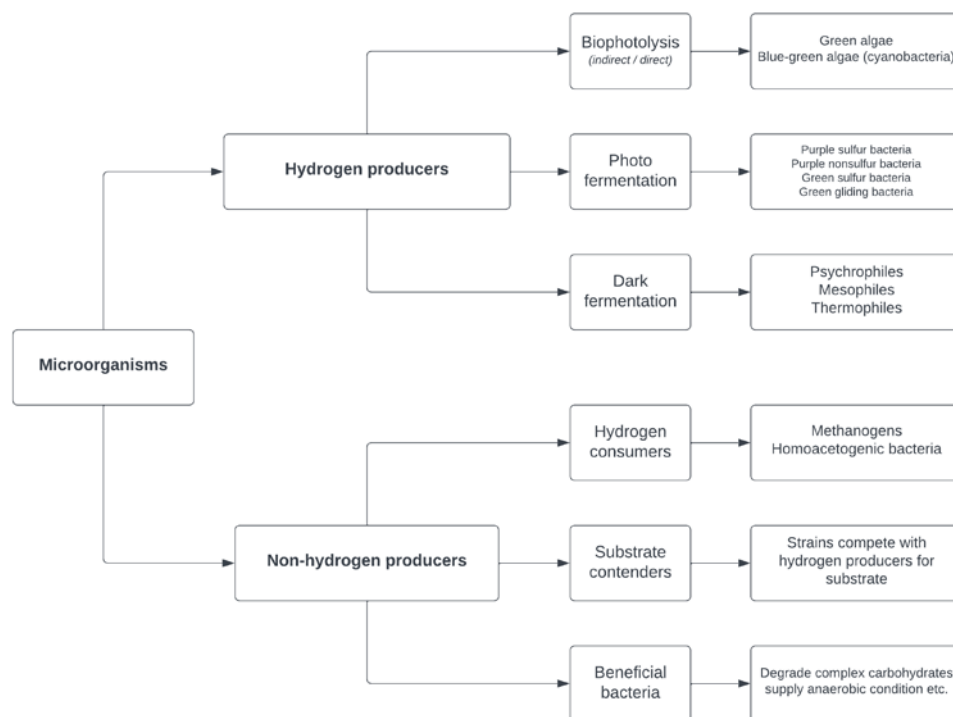 Biophotolysis
(indirect / direct)
Green algae
Blue-green algae (cyanobacteria)
Hydrogen producers
Photo
fermentation
Purple sulfur bacteria
Purple nonsulfur bacteria
Green sulfur bacteria
Green gliding bacteria
Dark
fermentation
Psychrophiles
Mesophiles
Thermophiles
Microorganisms
Hydrogen
consumers
Methanogens
Homoacetogenic bacteria
Non-hydrogen producers
Substrate
contenders
Strains compete with
hydrogen producers for
substrate
Beneficial
bacteria
Degrade complex carbohydrates
supply anaerobic condition etc.